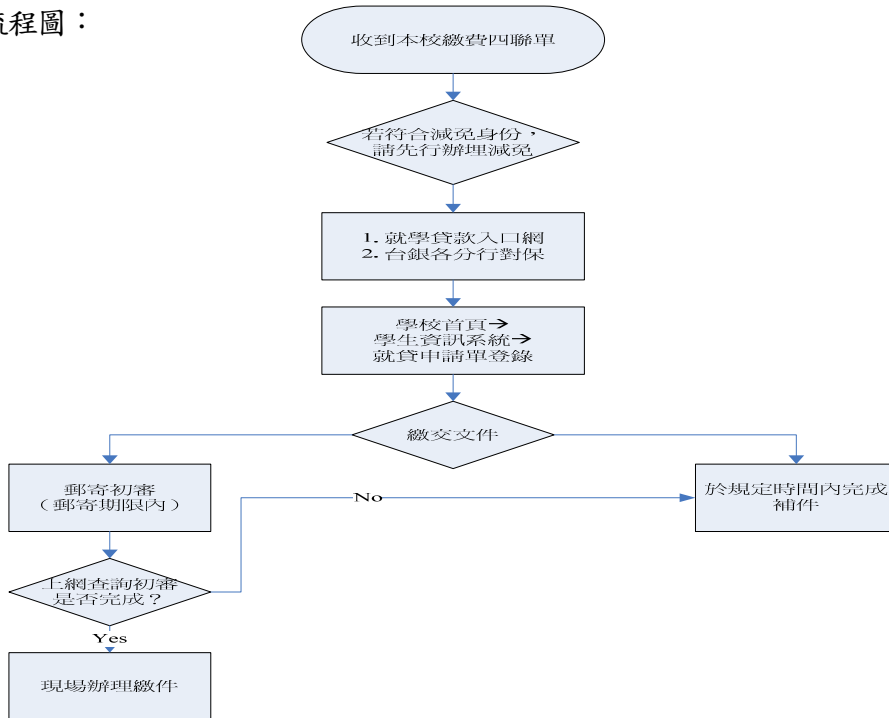 流程圖：
收到本校繳費四聯單
若符合減免身份，
請先行辦理減免
1. 就學貸款入口網
2. 台銀各分行對保
學校首頁→
學生資訊系統→
就貸申請單登錄
繳交文件
郵寄初審
（郵寄期限內）
No
於規定時間內完成
補件
上網查詢初審
是否完成？
Yes
現場辦理繳件